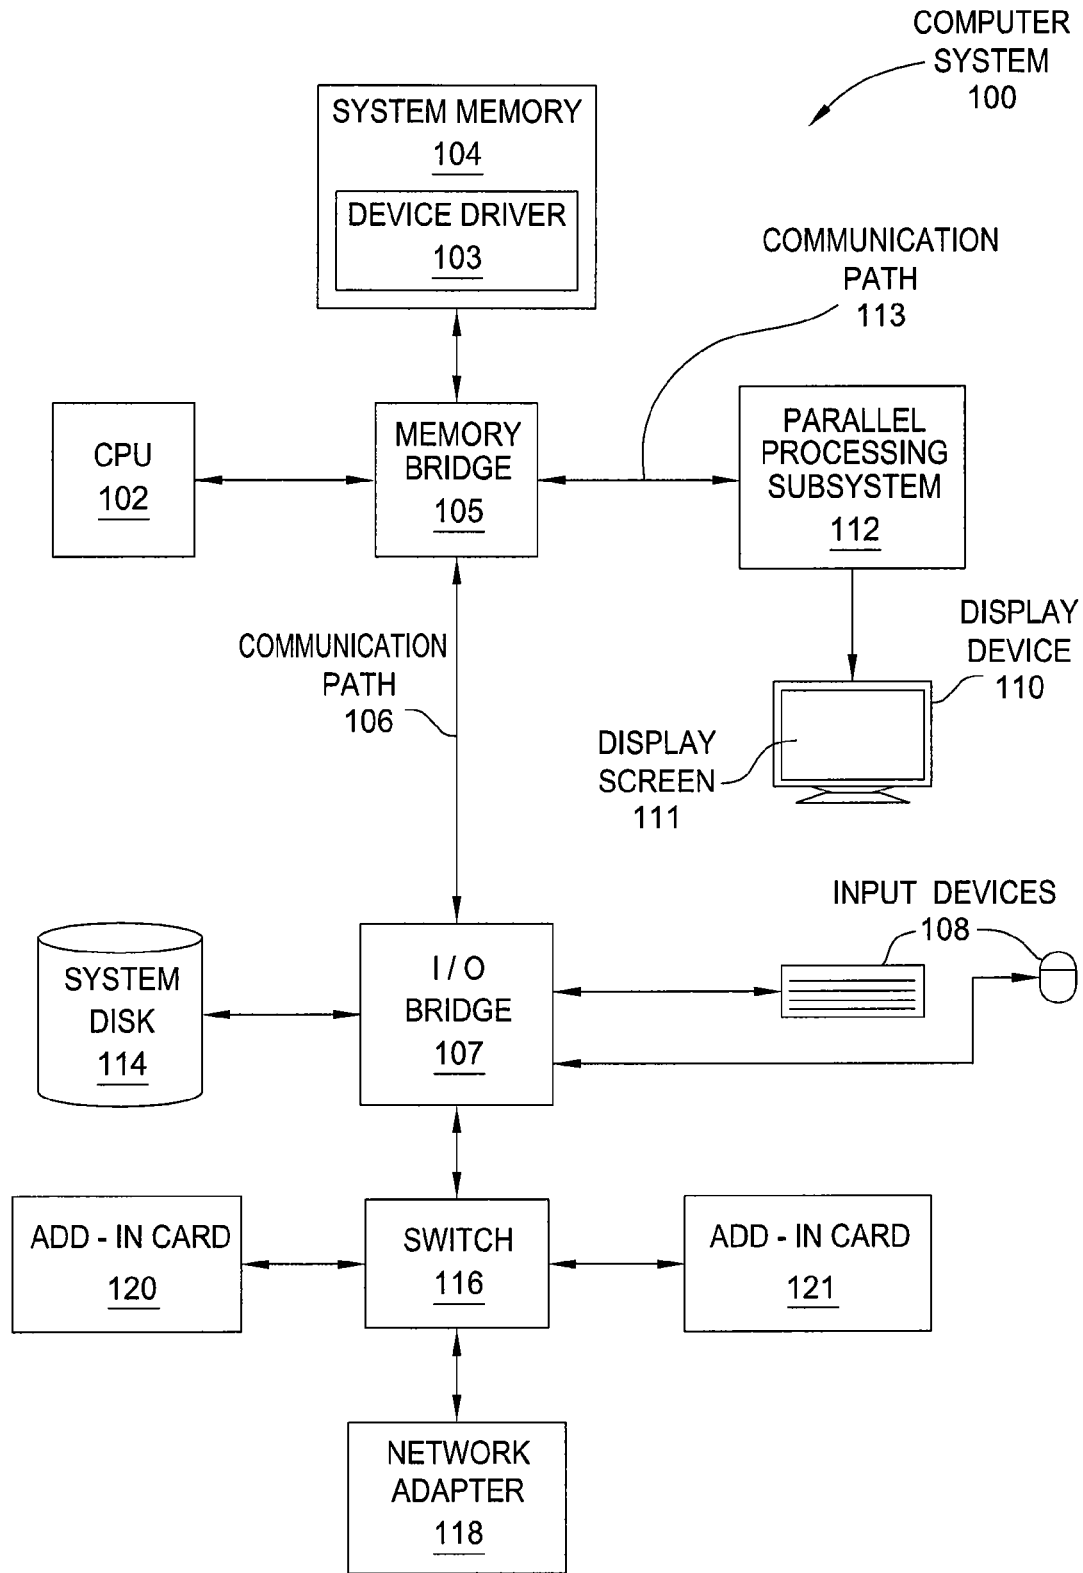 COMPUTER
SYSTEM
100
SYSTEM MEMORY
104
DEVICE DRIVER
103
COMMUNICATION
PATH
113
CPU
102
MEMORY
BRIDGE
105
PARALLEL
PROCESSING
SUBSYSTEM
112
COMMUNICATION
PATH
106
DISPLAY
DEVICE
110
DISPLAY
SCREEN
111
INPUT DEVICES
108
SYSTEM
DISK
114
I / O
BRIDGE
107
ADD - IN CARD
120
SWITCH
116
ADD - IN CARD
121
NETWORK
ADAPTER
118